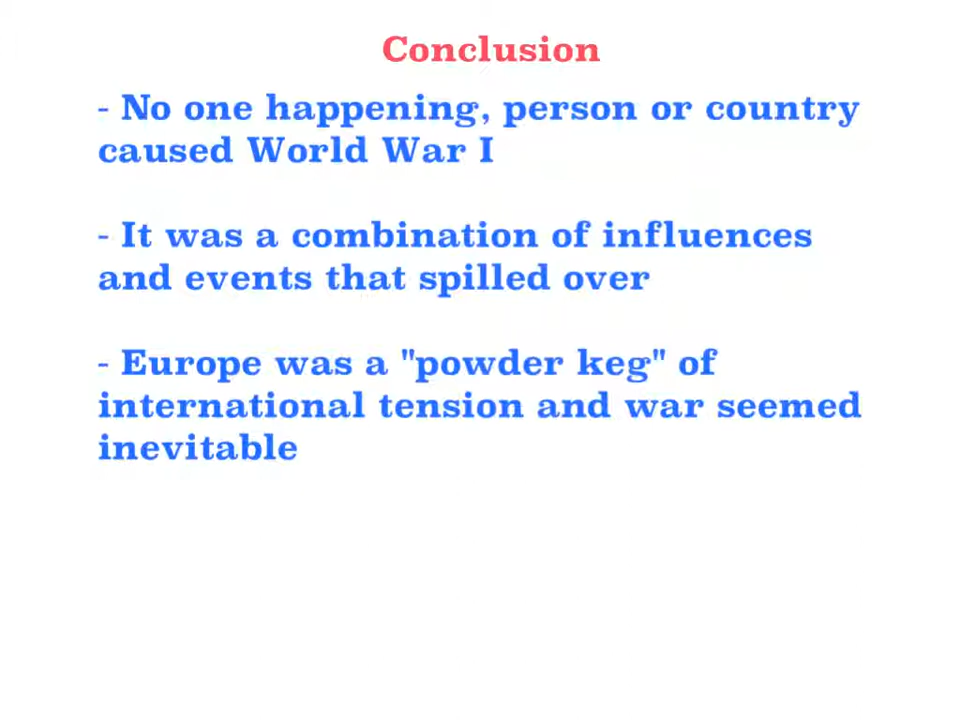 Conclusion
- No one happening, person or country
caused World War I
- It was a combination of influences
and events that spilled over
- Europe was a "powder keg" of
international tension and war seemed
inevitable